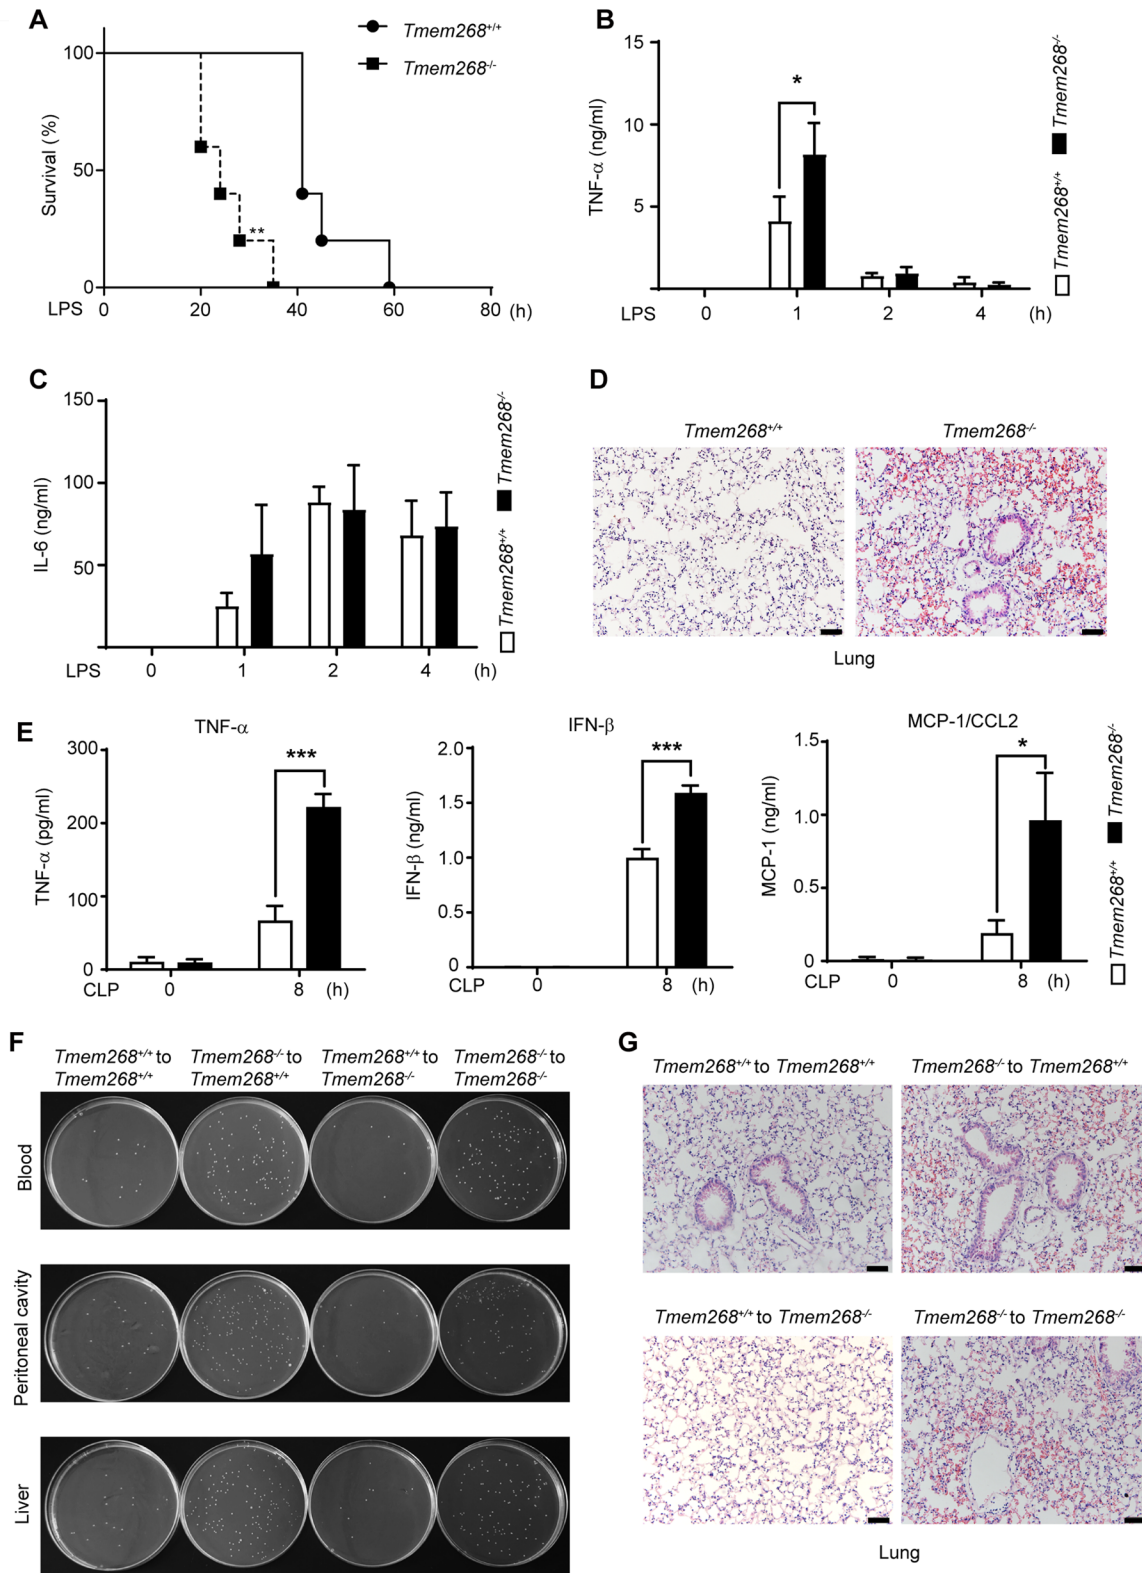 A
Tmem268+/+
Tmem268-/-
Survival (%)
100
50
0
**
LPS 0 20 40 60 80 (h)
B
TNF-α (ng/ml)
15
10
5
*
LPS 0 1 2 4 (h)
Tmem268+/+ Tmem268-/-
C
IL-6 (ng/ml)
150
100
50
LPS 0 1 2 4 (h)
Tmem268+/+ Tmem268-/-
D
Tmem268+/+ Tmem268-/-
Lung
E
TNF-α
TNF-α (pg/ml)
300
200
100
0
***
CLP 0 8 (h)
IFN-β
IFN-β (ng/ml)
2.0
1.5
1.0
0.5
0
***
CLP 0 8 (h)
MCP-1/CCL2
MCP-1 (ng/ml)
1.5
1.0
0.5
0
*
CLP 0 8 (h)
Tmem268+/+ Tmem268-/-
F
Tmem268+/+ to Tmem268-/- to Tmem268+/+ to Tmem268-/- to
Tmem268+/+ Tmem268+/+ Tmem268-/- Tmem268-/-
Blood
Peritoneal cavity
Liver
G
Tmem268+/+ to Tmem268+/+ Tmem268-/- to Tmem268+/+
Tmem268+/+ to Tmem268-/- Tmem268-/- to Tmem268-/-
Lung